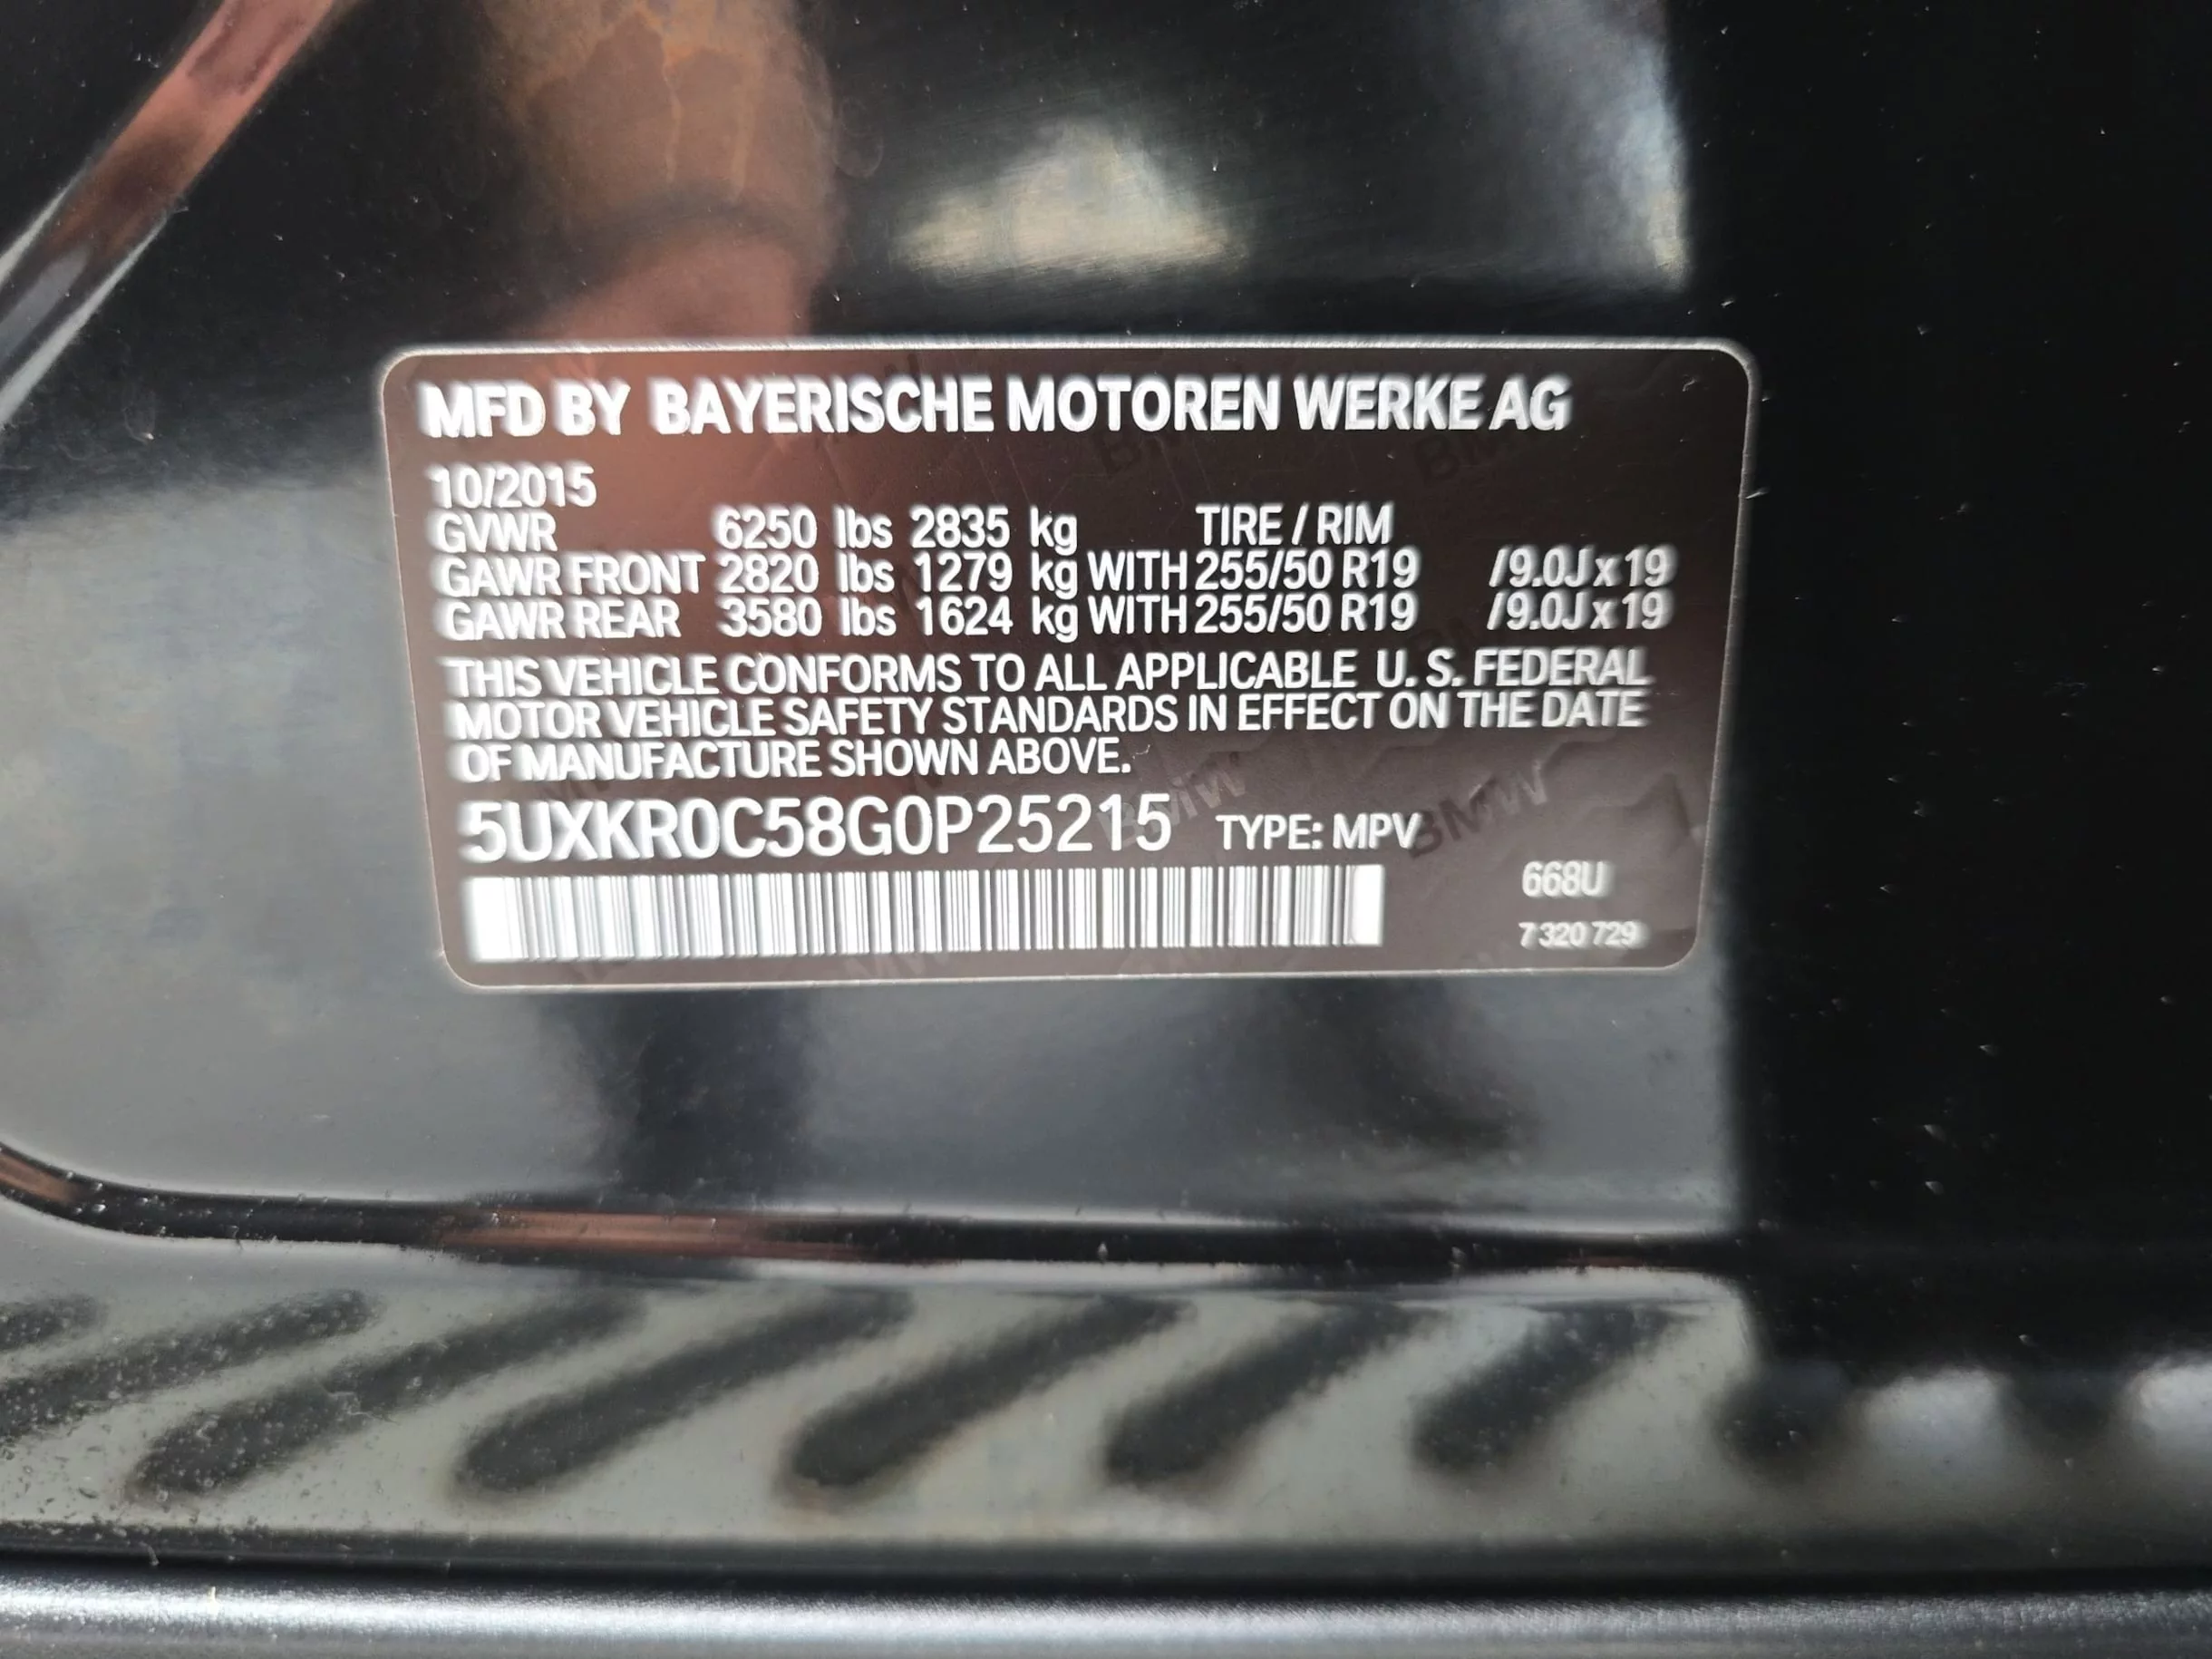 MFD BY BAYERISCHE MOTOREN WERKE AG
10/2015
GVWR 6250 lbs 2835 kg TIRE / RIM
GAWR FRONT 2820 lbs 1279 kg WITH 255/50 R19 /9.0J x 19
GAWR REAR 3580 lbs 1624 kg WITH 255/50 R19 /9.0J x 19
THIS VEHICLE CONFORMS TO ALL APPLICABLE U. S. FEDERAL
MOTOR VEHICLE SAFETY STANDARDS IN EFFECT ON THE DATE
OF MANUFACTURE SHOWN ABOVE.
5UXKR0C58G0P25215 TYPE: MPV
668U
7 320 729